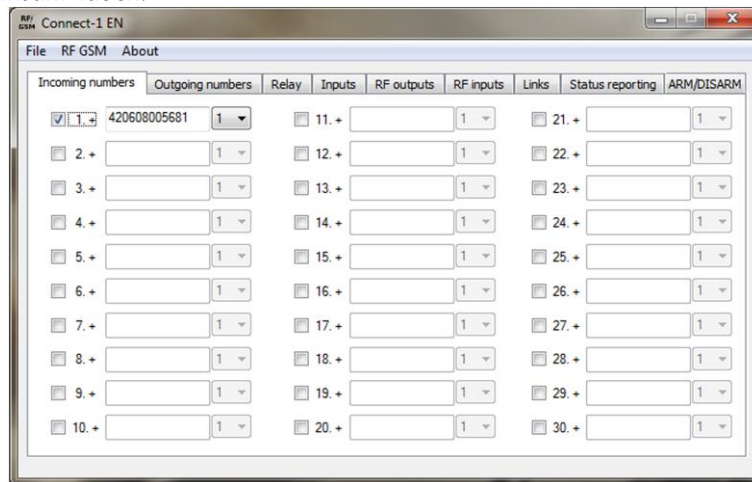 RF/ GSM Connect-1 EN
File RF GSM About
Incoming numbers Outgoing numbers Relay Inputs RF outputs RF inputs Links Status reporting ARM/DISARM
1. + 420608005681 1 11. + 1 21. + 1
2. + 1 12. + 1 22. + 1
3. + 1 13. + 1 23. + 1
4. + 1 14. + 1 24. + 1
5. + 1 15. + 1 25. + 1
6. + 1 16. + 1 26. + 1
7. + 1 17. + 1 27. + 1
8. + 1 18. + 1 28. + 1
9. + 1 19. + 1 29. + 1
10. + 1 20. + 1 30. + 1